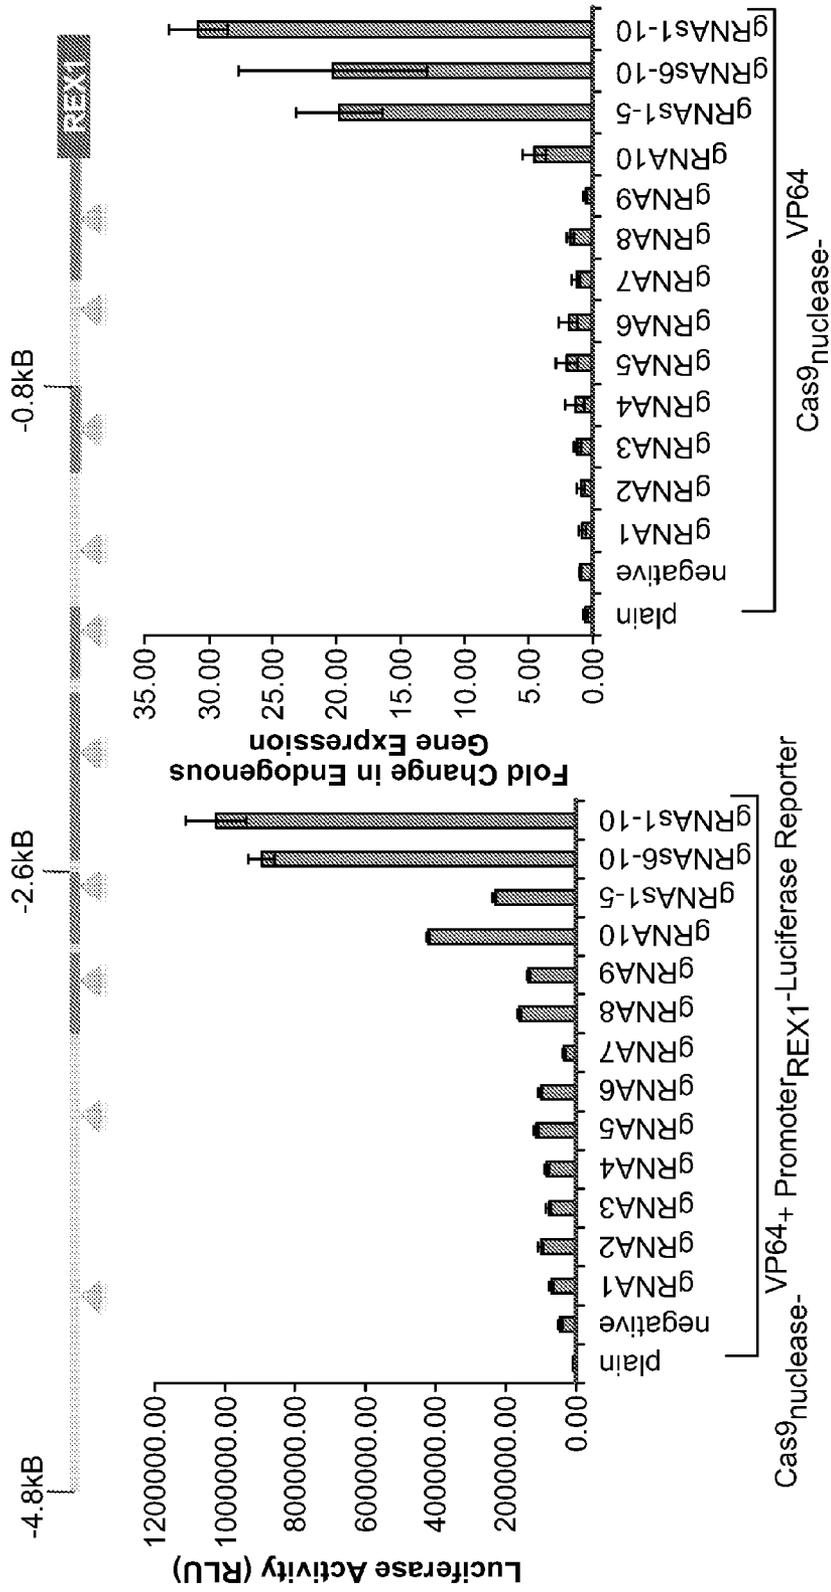 -4.8kB
-2.6kB
-0.8kB
REX1
Luciferase Activity (RLU)
1200000.00
1000000.00
800000.00
600000.00
400000.00
200000.00
0.00
plain
negative
gRNA1
gRNA2
gRNA3
gRNA4
gRNA5
gRNA6
gRNA7
gRNA8
gRNA9
gRNA10
gRNAs1-5
gRNAs6-10
gRNAs1-10
Cas9nuclease-VP64+ PromoterREX1-Luciferase Reporter
Fold Change in Endogenous
Gene Expression
35.00
30.00
25.00
20.00
15.00
10.00
5.00
0.00
plain
negative
gRNA1
gRNA2
gRNA3
gRNA4
gRNA5
gRNA6
gRNA7
gRNA8
gRNA9
gRNA10
gRNAs1-5
gRNAs6-10
gRNAs1-10
Cas9nuclease-VP64